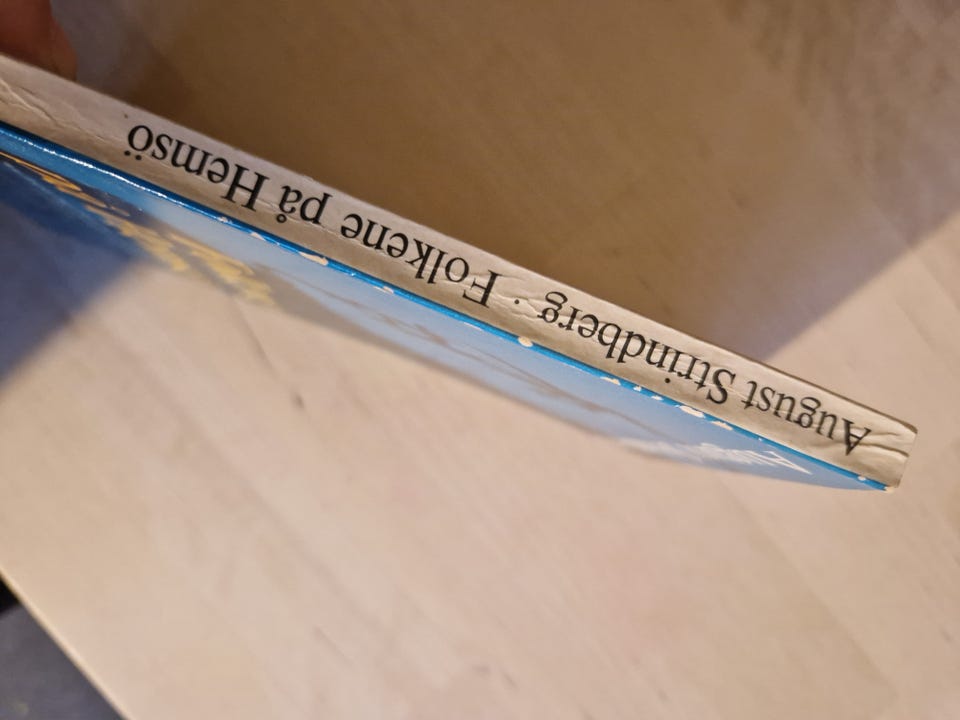 August Strindberg · Folkene på Hemsö